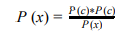 P (x) = P(c)*P(c) / P(x)